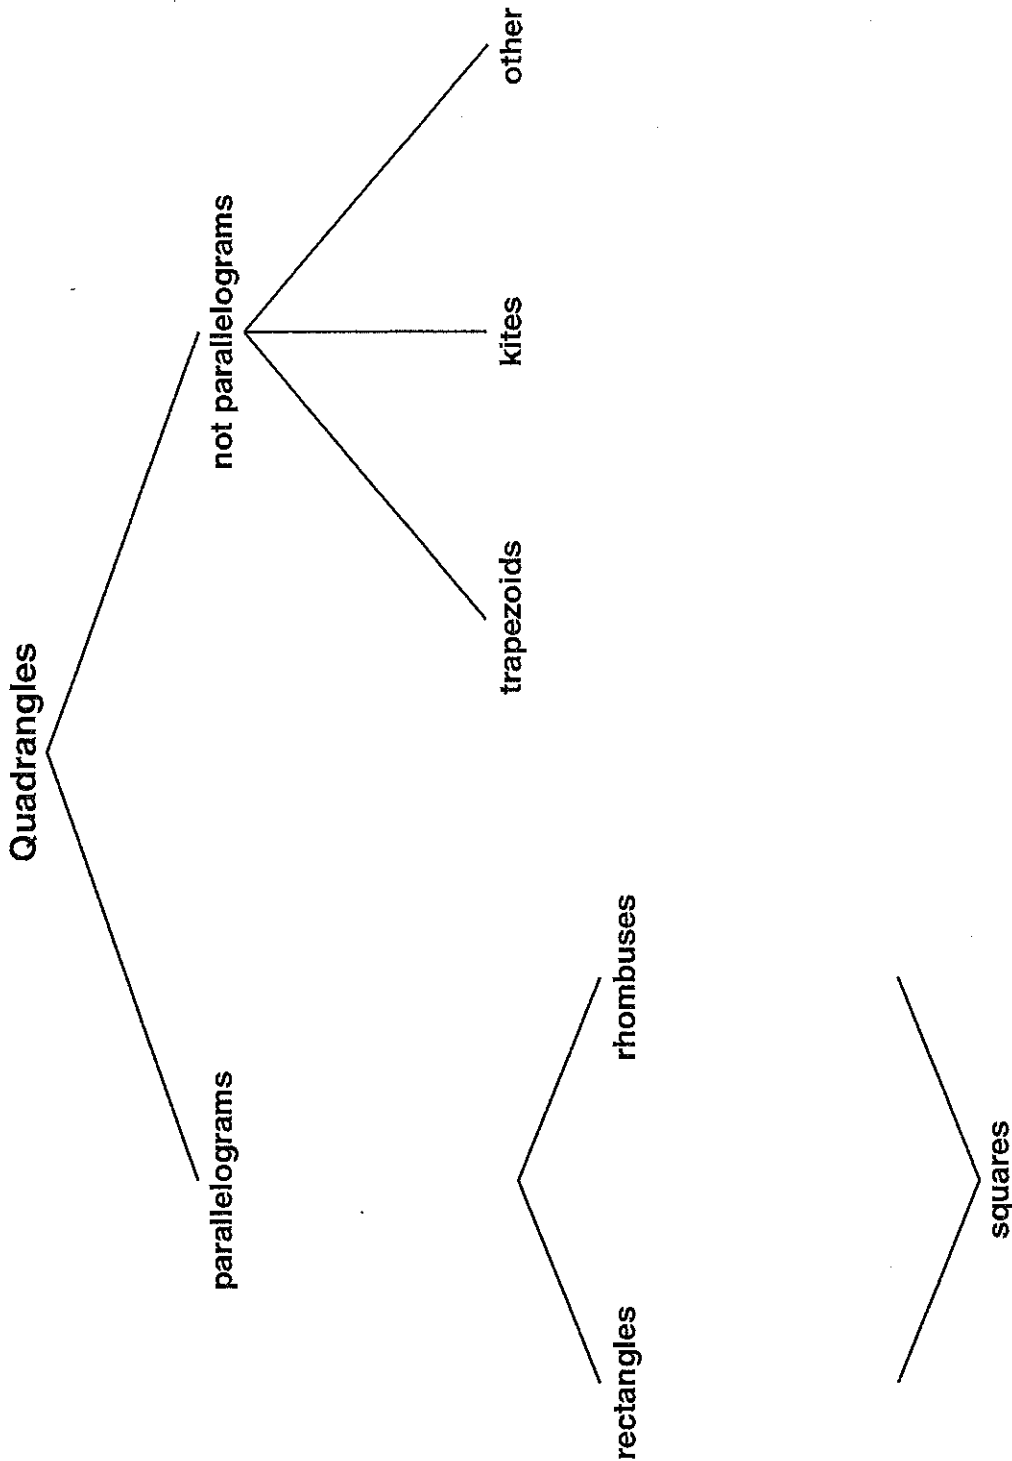 Quadrangles
parallelograms
not parallelograms
trapezoids
kites
other
rectangles
rhombuses
squares